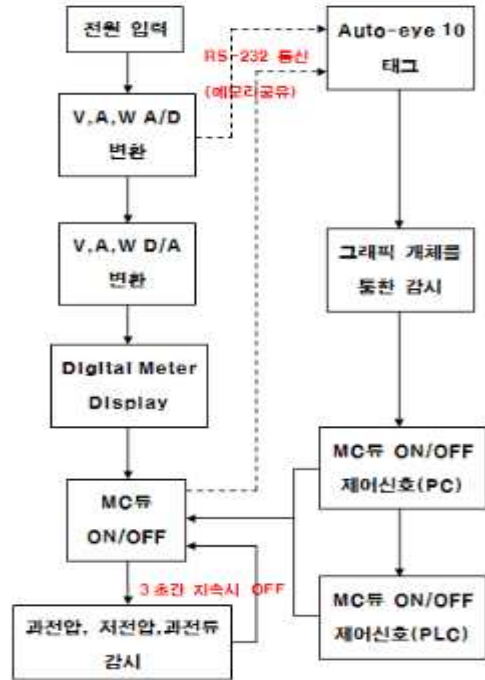 전원 입력
V,A,W A/D
변환
V,A,W D/A
변환
Digital Meter
Display
MC류
ON/OFF
과전압, 저전압,과전류
감시
RS-232 통신
(메모리공유)
3초간 지속시 OFF
Auto-eye 10
태그
그래픽 개체를
통한 감시
MC류 ON/OFF
제어신호(PC)
MC류 ON/OFF
제어신호(PLC)